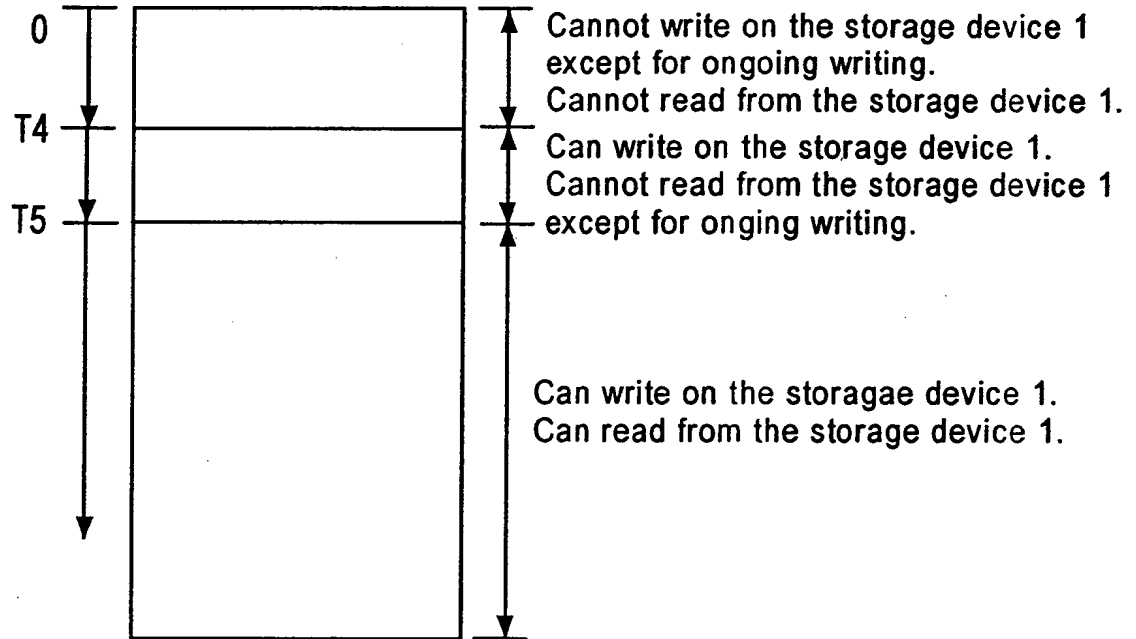 0
Cannot write on the storage device 1
except for ongoing writing.
Cannot read from the storage device 1.
T4
Can write on the storage device 1.
Cannot read from the storage device 1
T5
except for onging writing.
Can write on the storagae device 1.
Can read from the storage device 1.